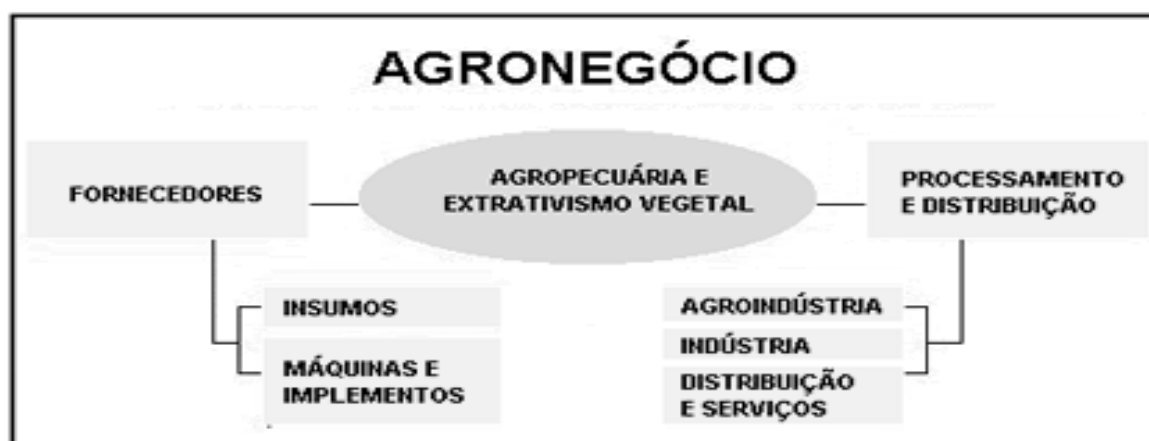 AGRONEGÓCIO
FORNECEDORES
AGROPECUÁRIA E
EXTRATIVISMO VEGETAL
PROCESSAMENTO
E DISTRIBUIÇÃO
INSUMOS
MÁQUINAS E
IMPLEMENTOS
AGROINDÚSTRIA
INDÚSTRIA
DISTRIBUIÇÃO
E SERVIÇOS